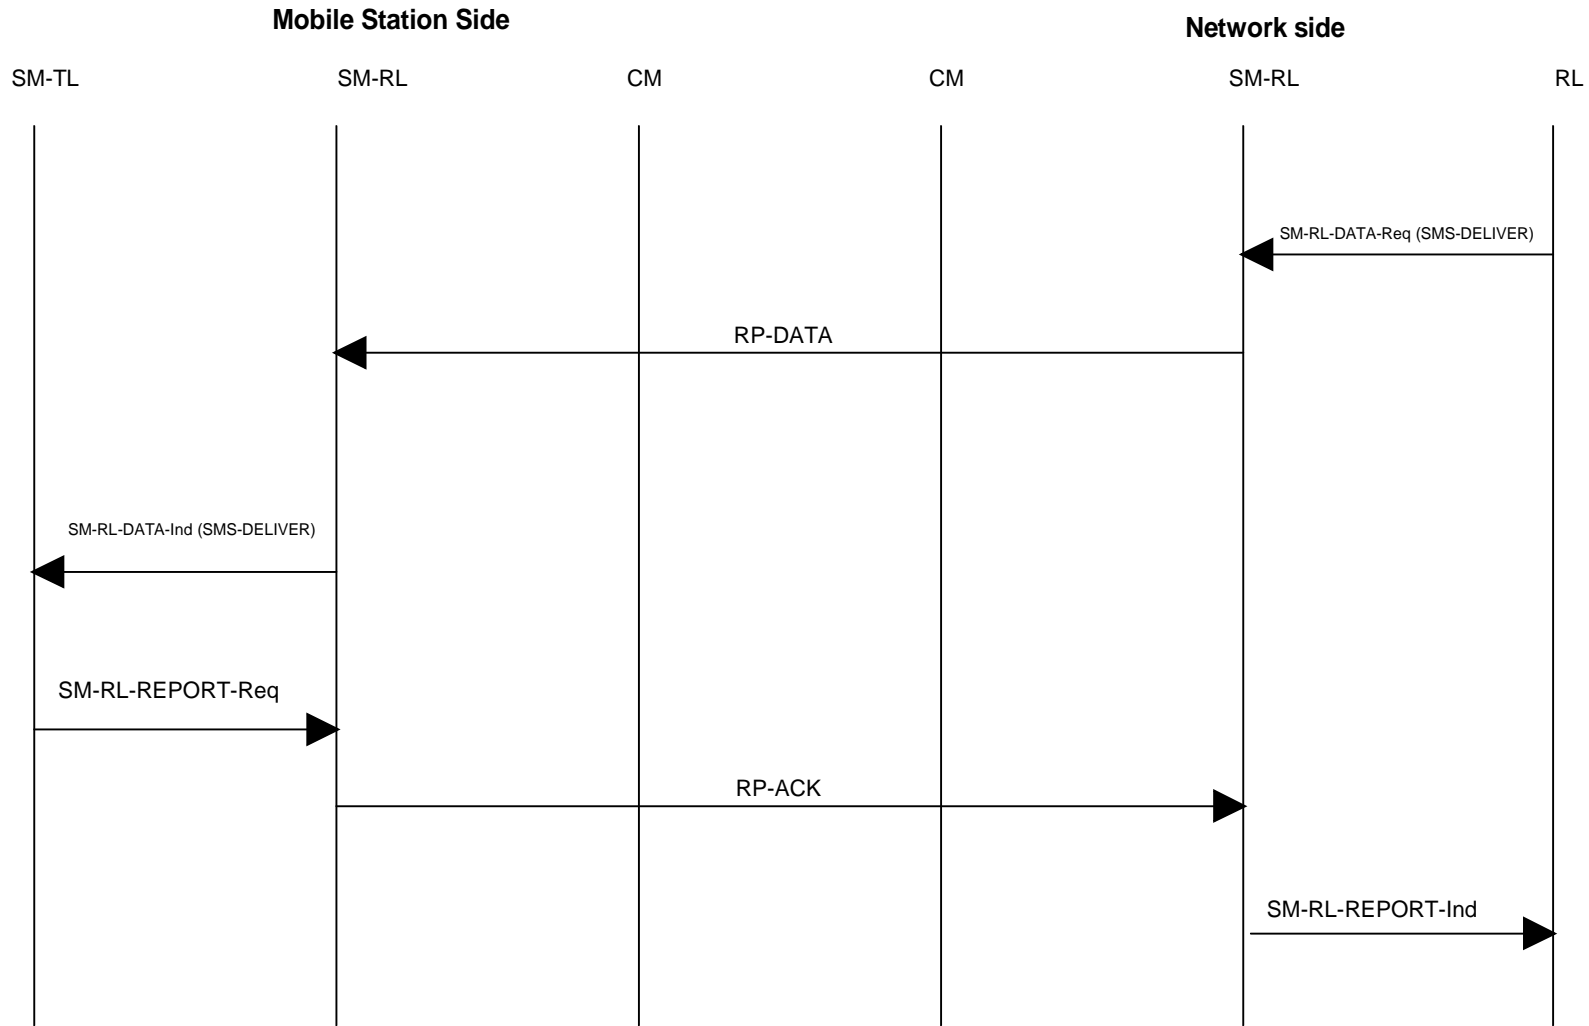 Mobile Station Side
Network side
SM-TL
SM-RL
CM
CM
SM-RL
RL
SM-RL-DATA-Req (SMS-DELIVER)
RP-DATA
SM-RL-DATA-Ind (SMS-DELIVER)
SM-RL-REPORT-Req
RP-ACK
SM-RL-REPORT-Ind